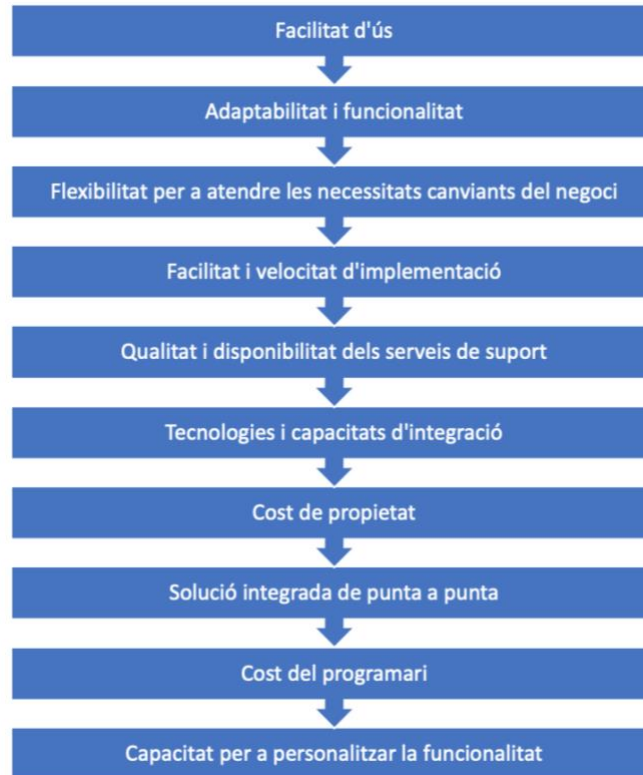 Facilitat d'ús
Adaptabilitat i funcionalitat
Flexibilitat per a atendre les necessitats canviants del negoci
Facilitat i velocitat d'implementació
Qualitat i disponibilitat dels serveis de suport
Tecnologies i capacitats d'integració
Cost de propietat
Solució integrada de punta a punta
Cost del programari
Capacitat per a personalitzar la funcionalitat